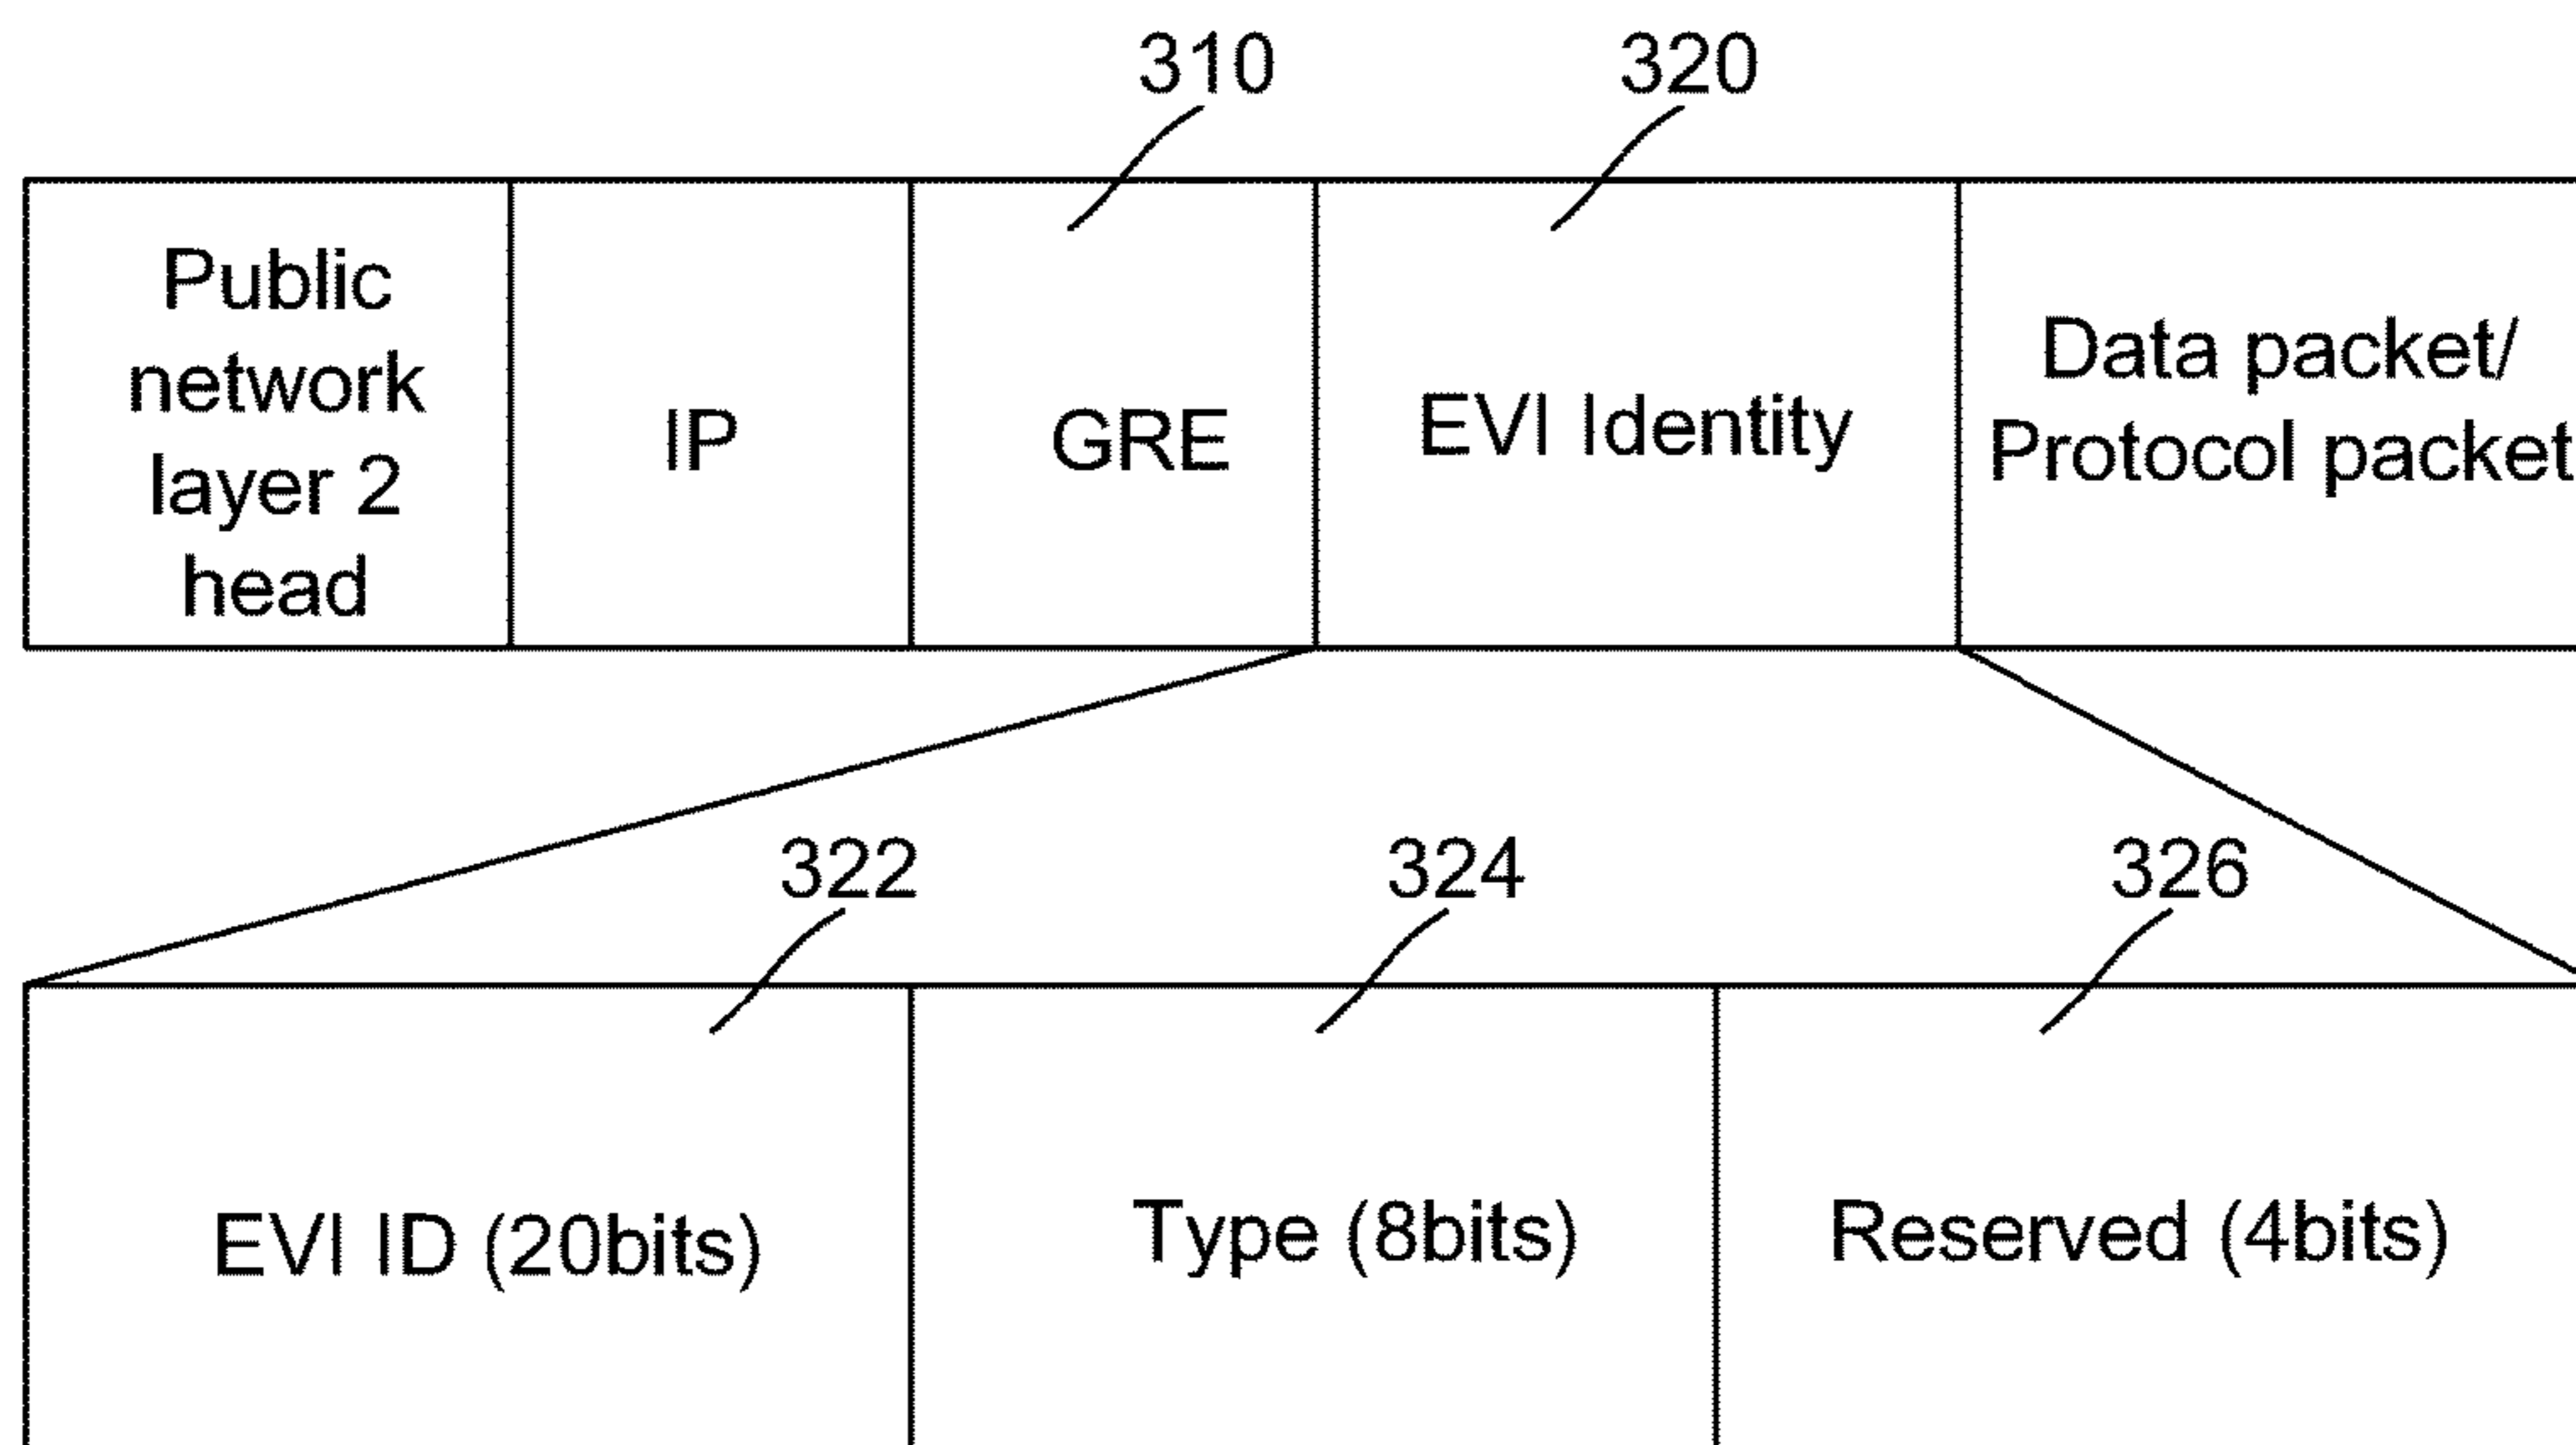 310
320
Public
network
layer 2
head
IP
GRE
EVI Identity
Data packet/
Protocol packet
322
324
326
EVI ID (20bits)
Type (8bits)
Reserved (4bits)